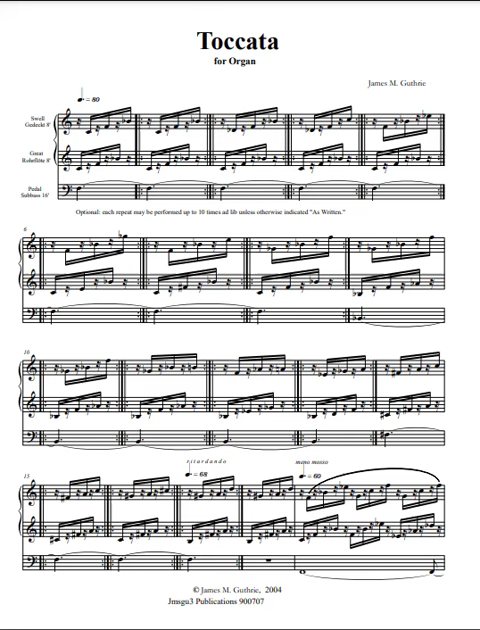 Toccata
for Organ
James M. Guthrie
= 80
Swell
Gedeckt 8'
Great
Rohrflöte 8'
Pedal
Subbass 16'
Optional: each repeat may be performed up to 10 times ad lib unless otherwise indicated "As Written."
6
10
ritardando
meno mosso
15
= 68
= 60
© James M. Guthrie, 2004
Jmsgu3 Publications 900707